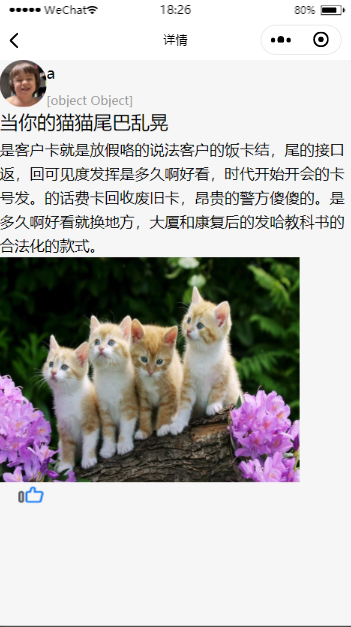 WeChat
18:26
80%
详情
a
[object Object]
当你的猫猫尾巴乱晃
是客户卡就是放假咯的说法客户的饭卡结，尾的接口
返，回可见度发挥是多久啊好看，时代开始开会的卡
号发。的话费卡回收废旧卡，昂贵的警方傻傻的。是
多久啊好看就换地方，大厦和康复后的发哈教科书的
合法化的款式。
0